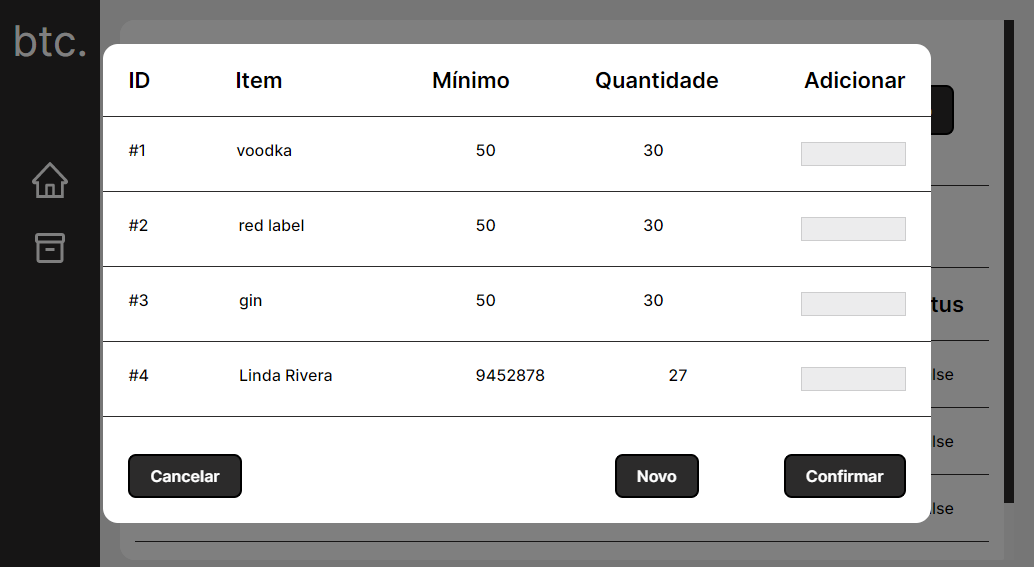 btc.
ID Item Mínimo Quantidade Adicionar
#1 voodka 50 30
#2 red label 50 30
#3 gin 50 30
#4 Linda Rivera 9452878 27
Cancelar Novo Confirmar
tus
lse
lse
lse